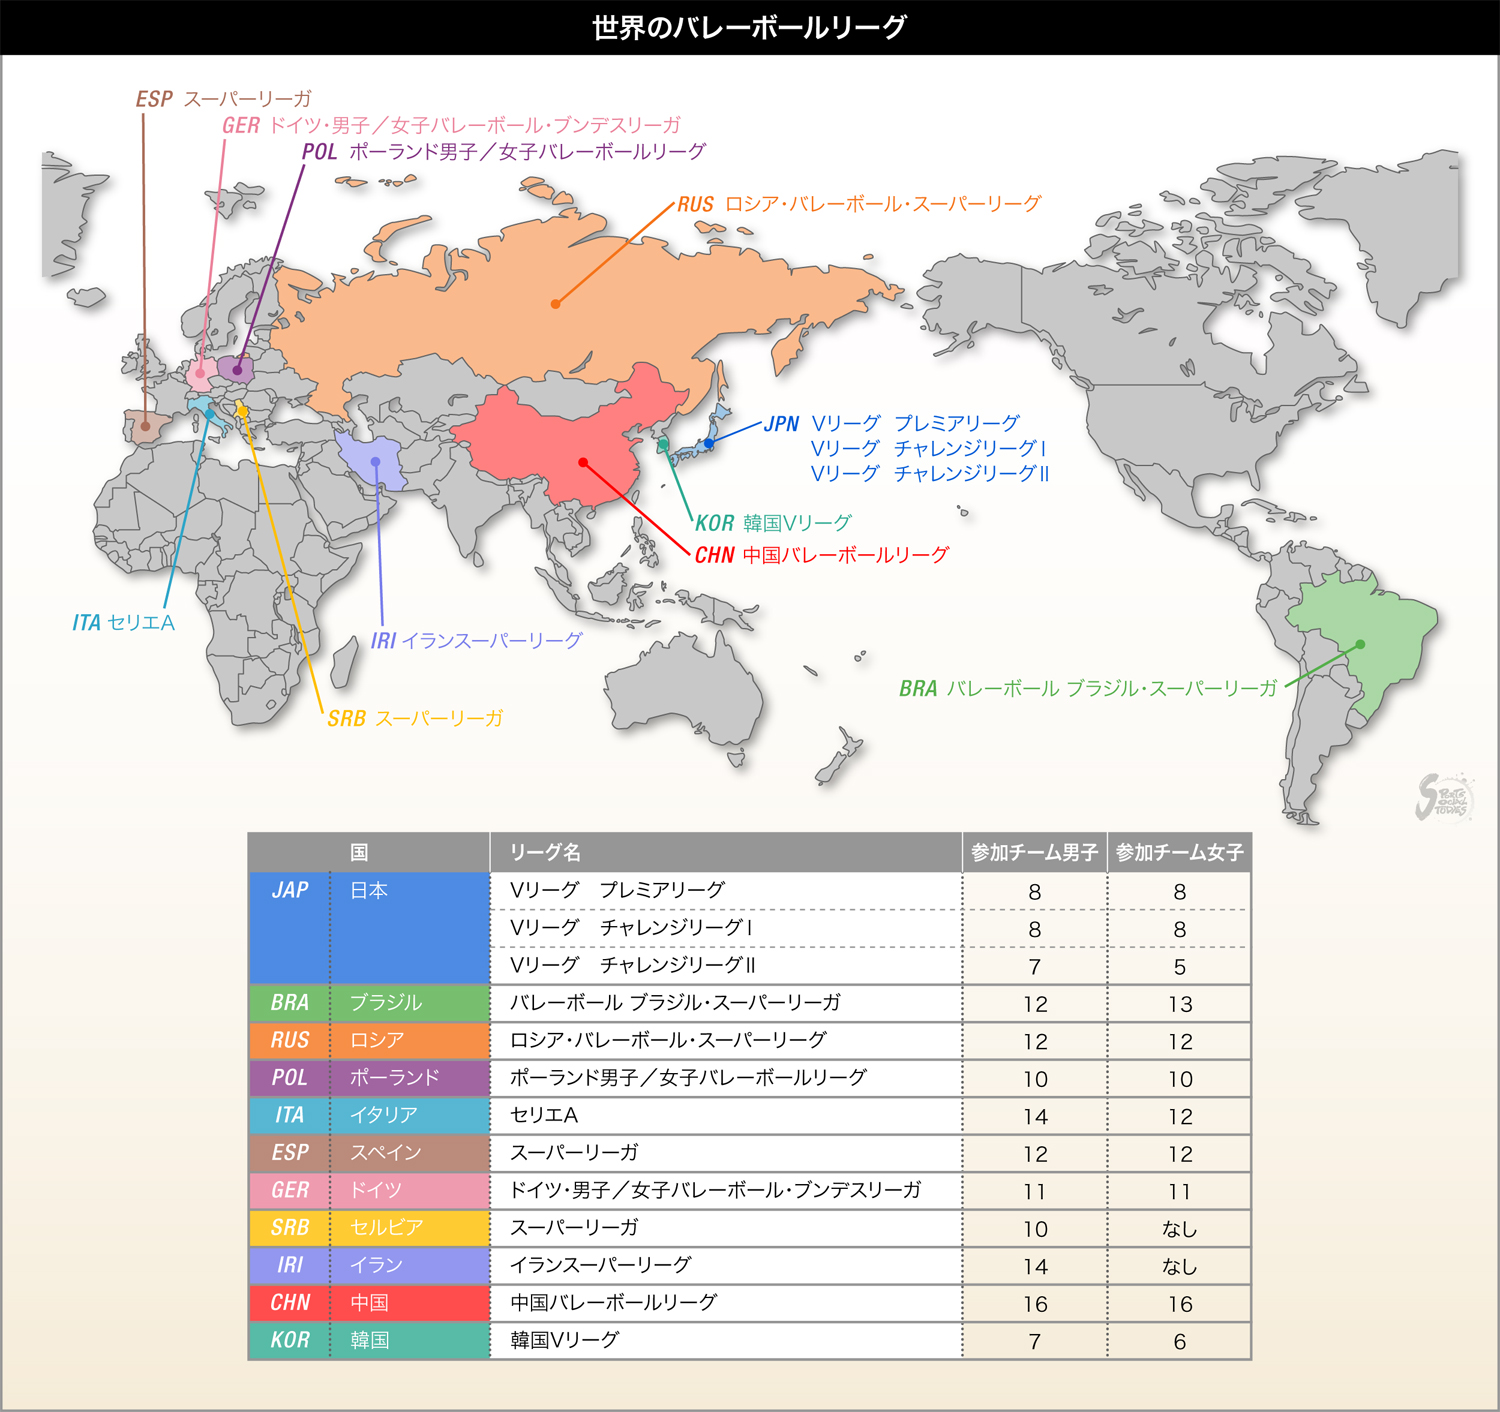 世界のバレーボールリーグ
ESP スーパーリーガ
GER ドイツ・男子／女子バレーボール・ブンデスリーガ
POL ポーランド男子／女子バレーボールリーグ
RUS ロシア・バレーボール・スーパーリーグ
JPN Vリーグ　プレミアリーグ
Vリーグ　チャレンジリーグⅠ
Vリーグ　チャレンジリーグⅡ
KOR 韓国Vリーグ
CHN 中国バレーボールリーグ
ITA セリエA
IRI イランスーパーリーグ
BRA バレーボール ブラジル・スーパーリーガ
SRB スーパーリーガ
SPORTS SOCIAL STUDIES
国 リーグ名 参加チーム男子 参加チーム女子
JAP 日本 Vリーグ　プレミアリーグ 8 8
Vリーグ　チャレンジリーグⅠ 8 8
Vリーグ　チャレンジリーグⅡ 7 5
BRA ブラジル バレーボール ブラジル・スーパーリーガ 12 13
RUS ロシア ロシア・バレーボール・スーパーリーグ 12 12
POL ポーランド ポーランド男子／女子バレーボールリーグ 10 10
ITA イタリア セリエA 14 12
ESP スペイン スーパーリーガ 12 12
GER ドイツ ドイツ・男子／女子バレーボール・ブンデスリーガ 11 11
SRB セルビア スーパーリーガ 10 なし
IRI イラン イランスーパーリーグ 14 なし
CHN 中国 中国バレーボールリーグ 16 16
KOR 韓国 韓国Vリーグ 7 6